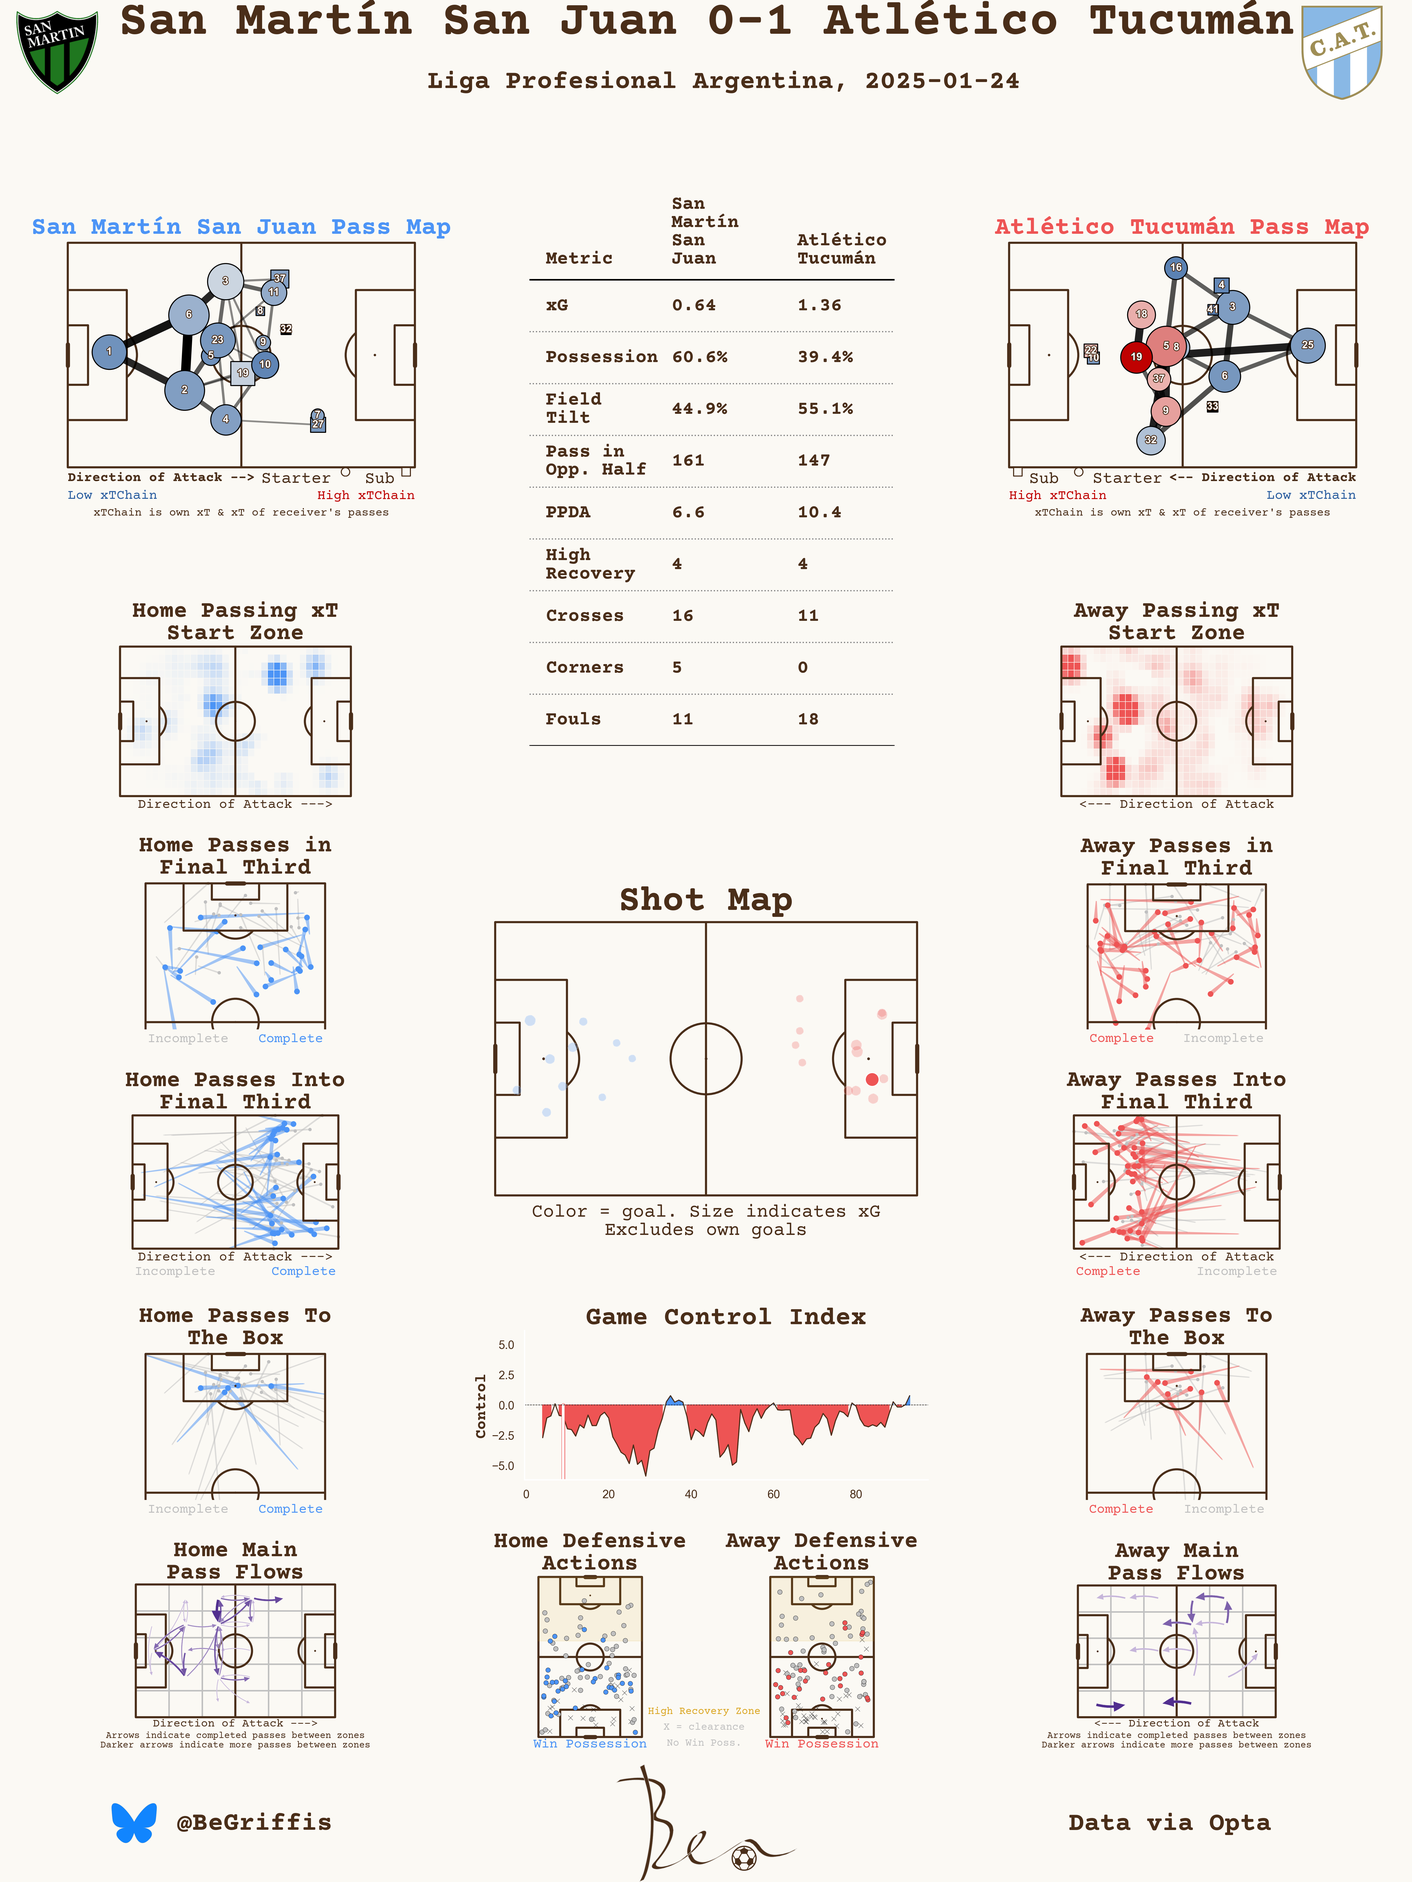 San Martín San Juan 0-1 Atlético Tucumán
SAN
MARTIN
C.A.T.
Liga Profesional Argentina, 2025-01-24
San Martín San Juan Pass Map
3
37
11
6
8
32
23
9
5
1
10
19
2
4
7
27
Direction of Attack --> Starter Sub
Low xTChain High xTChain
xTChain is own xT & xT of receiver's passes
Metric San Martín San Juan Atlético Tucumán
xG 0.64 1.36
Possession 60.6% 39.4%
Field Tilt 44.9% 55.1%
Pass in Opp. Half 161 147
PPDA 6.6 10.4
High Recovery 4 4
Crosses 16 11
Corners 5 0
Fouls 11 18
Atlético Tucumán Pass Map
16
4
3
41
18
5
8
25
22
10
19
37
6
9
33
32
Sub Starter <-- Direction of Attack
High xTChain Low xTChain
xTChain is own xT & xT of receiver's passes
Home Passing xT
Start Zone
Direction of Attack --->
Away Passing xT
Start Zone
<--- Direction of Attack
Home Passes in
Final Third
Incomplete Complete
Away Passes in
Final Third
Complete Incomplete
Shot Map
Color = goal. Size indicates xG
Excludes own goals
Home Passes Into
Final Third
Direction of Attack --->
Incomplete Complete
Away Passes Into
Final Third
<--- Direction of Attack
Complete Incomplete
Home Passes To
The Box
Incomplete Complete
Game Control Index
Control
5.0
2.5
0.0
−2.5
−5.0
0 20 40 60 80
Away Passes To
The Box
Complete Incomplete
Home Main
Pass Flows
Direction of Attack --->
Arrows indicate completed passes between zones
Darker arrows indicate more passes between zones
Home Defensive
Actions
Win Possession
High Recovery Zone
X = clearance
No Win Poss.
Away Defensive
Actions
Win Possession
Away Main
Pass Flows
<--- Direction of Attack
Arrows indicate completed passes between zones
Darker arrows indicate more passes between zones
@BeGriffis
Ben
Data via Opta